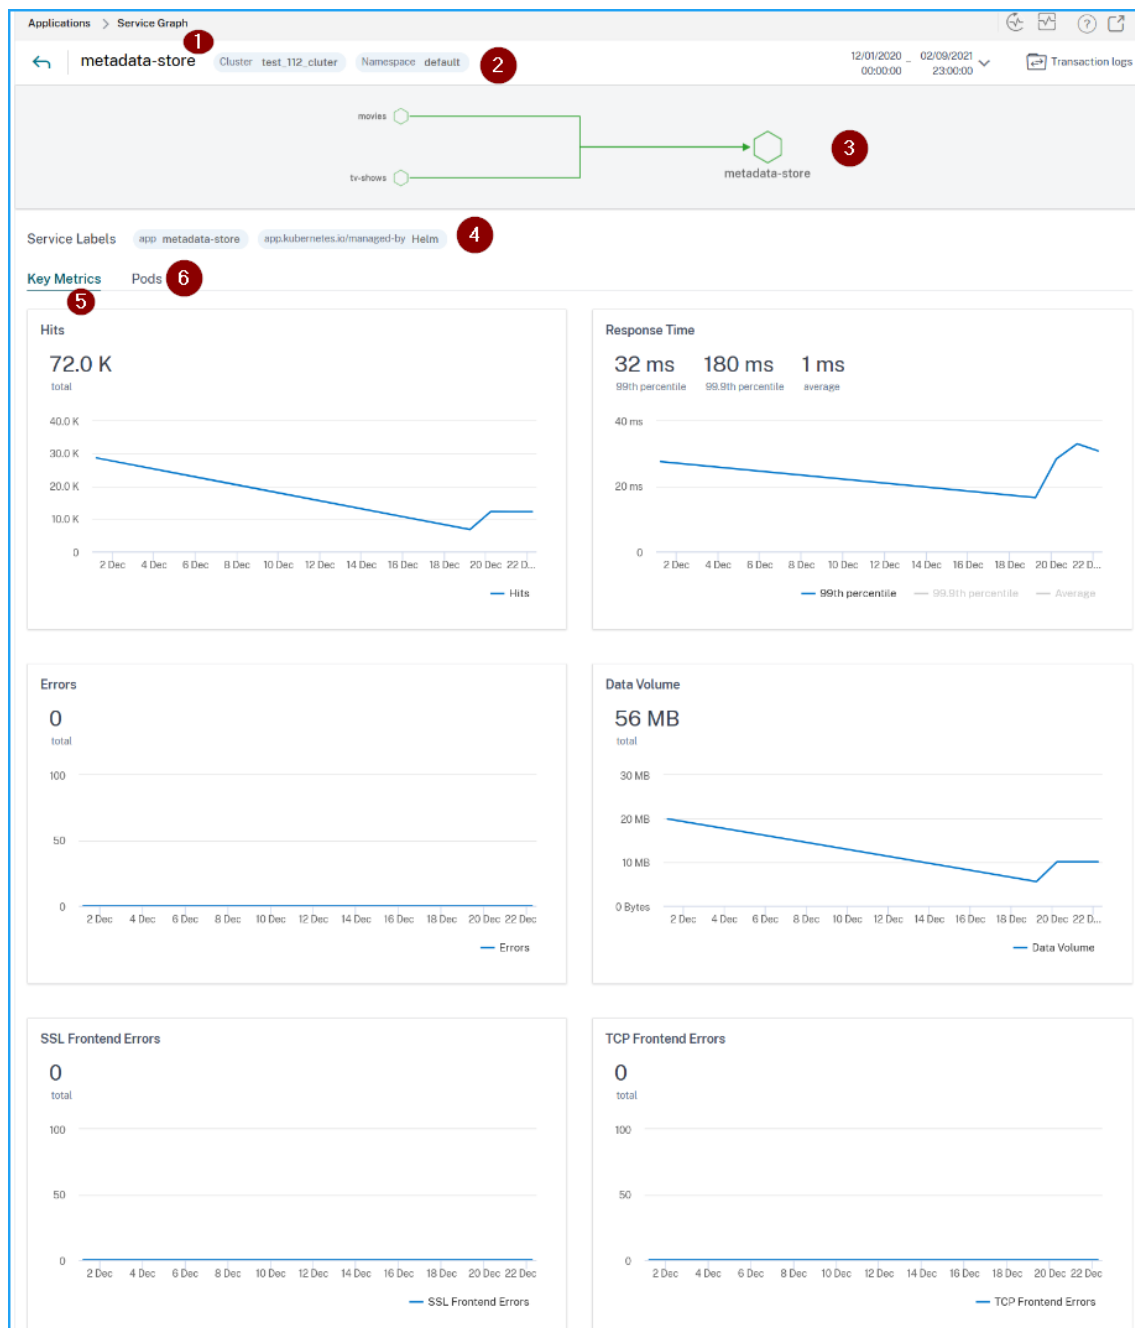 Applications > Service Graph
1
metadata-store Cluster test_112_cluter Namespace default 2 12/01/2020 00:00:00 – 02/09/2021 23:00:00 Transaction logs
movies
tv-shows
metadata-store
3
Service Labels app metadata-store app.kubernetes.io/managed-by Helm 4
Key Metrics Pods 6
5
Hits
72.0 K
total
40.0 K
30.0 K
20.0 K
10.0 K
0
2 Dec 4 Dec 6 Dec 8 Dec 10 Dec 12 Dec 14 Dec 16 Dec 18 Dec 20 Dec 22 D...
Hits
Response Time
32 ms 180 ms 1 ms
99th percentile 99.9th percentile average
40 ms
20 ms
0
2 Dec 4 Dec 6 Dec 8 Dec 10 Dec 12 Dec 14 Dec 16 Dec 18 Dec 20 Dec 22 D...
99th percentile 99.9th percentile Average
Errors
0
total
100
50
0
2 Dec 4 Dec 6 Dec 8 Dec 10 Dec 12 Dec 14 Dec 16 Dec 18 Dec 20 Dec 22 Dec
Errors
Data Volume
56 MB
total
30 MB
20 MB
10 MB
0 Bytes
2 Dec 4 Dec 6 Dec 8 Dec 10 Dec 12 Dec 14 Dec 16 Dec 18 Dec 20 Dec 22 D...
Data Volume
SSL Frontend Errors
0
total
100
50
0
2 Dec 4 Dec 6 Dec 8 Dec 10 Dec 12 Dec 14 Dec 16 Dec 18 Dec 20 Dec 22 Dec
SSL Frontend Errors
TCP Frontend Errors
0
total
100
50
0
2 Dec 4 Dec 6 Dec 8 Dec 10 Dec 12 Dec 14 Dec 16 Dec 18 Dec 20 Dec 22 Dec
TCP Frontend Errors